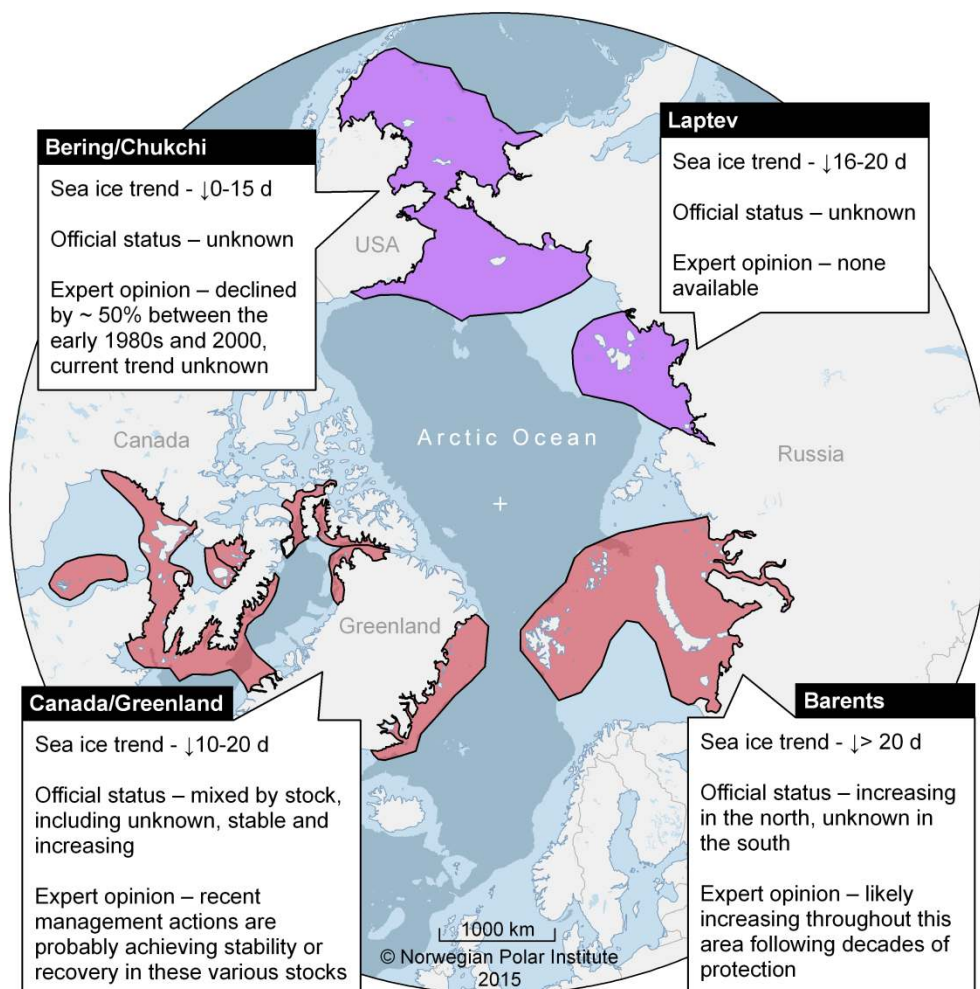 Bering/Chukchi
Sea ice trend - ↓0-15 d
Official status – unknown
Expert opinion – declined
by ~ 50% between the
early 1980s and 2000,
current trend unknown
Laptev
Sea ice trend - ↓16-20 d
Official status – unknown
Expert opinion – none
available
USA
Canada
Arctic Ocean
Russia
Greenland
Canada/Greenland
Sea ice trend - ↓10-20 d
Official status – mixed by stock,
including unknown, stable and
increasing
Expert opinion – recent
management actions are
probably achieving stability or
recovery in these various stocks
Barents
Sea ice trend - ↓> 20 d
Official status – increasing
in the north, unknown in
the south
Expert opinion – likely
increasing throughout this
area following decades of
protection
1000 km
© Norwegian Polar Institute
2015